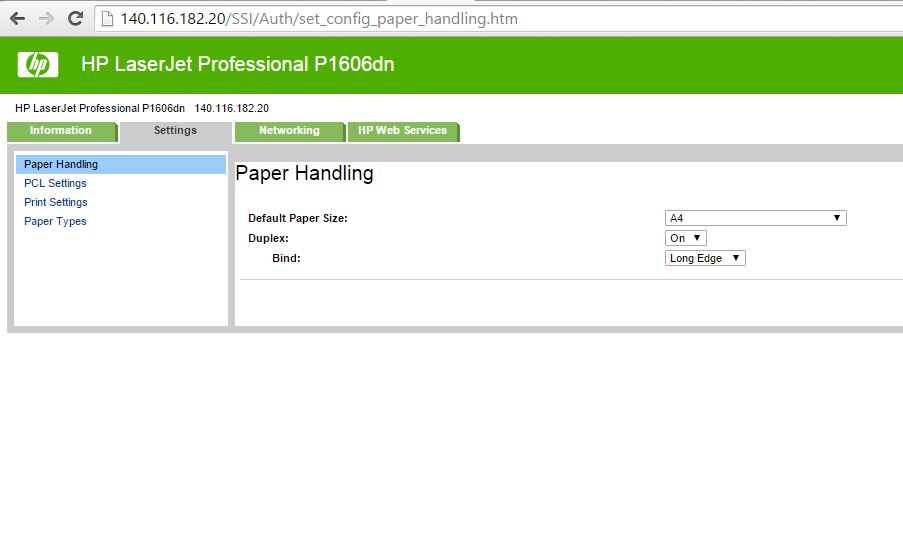 140.116.182.20/SSI/Auth/set_config_paper_handling.htm
hp HP LaserJet Professional P1606dn
HP LaserJet Professional P1606dn 140.116.182.20
Information Settings Networking HP Web Services
Paper Handling
PCL Settings
Print Settings
Paper Types
Paper Handling
Default Paper Size: A4
Duplex: On
Bind: Long Edge